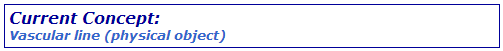 Current Concept:
Vascular line (physical object)